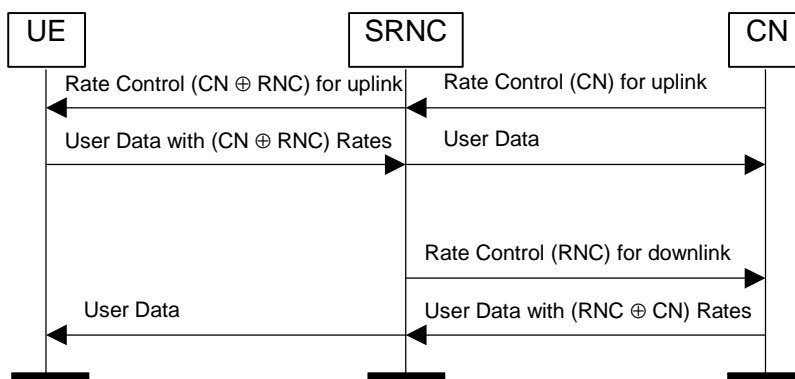 UE
SRNC
CN
Rate Control (CN ⊕ RNC) for uplink
Rate Control (CN) for uplink
User Data with (CN ⊕ RNC) Rates
User Data
Rate Control (RNC) for downlink
User Data
User Data with (RNC ⊕ CN) Rates